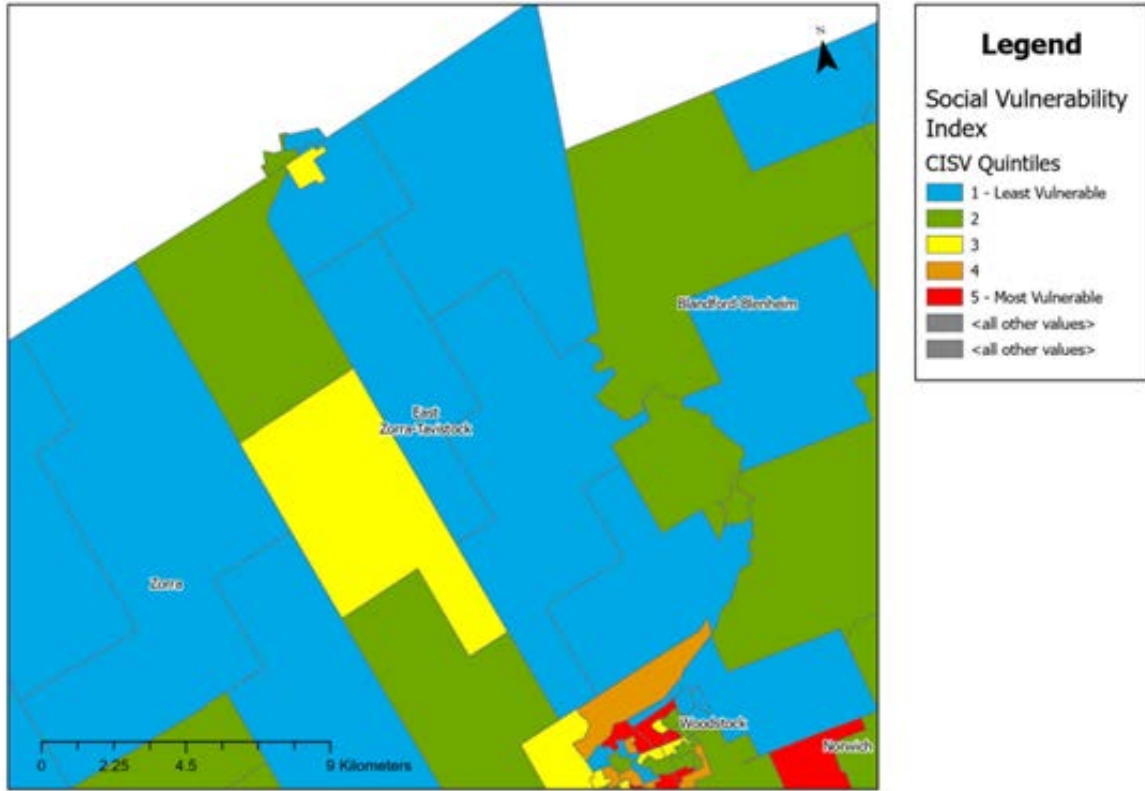 N
Legend
Social Vulnerability
Index
CISV Quintiles
1 - Least Vulnerable
2
3
4
5 - Most Vulnerable
<all other values>
<all other values>
Blandford-Blenheim
East
Zorra-Tavistock
Zorra
Woodstock
Norwich
0 2.25 4.5 9 Kilometers